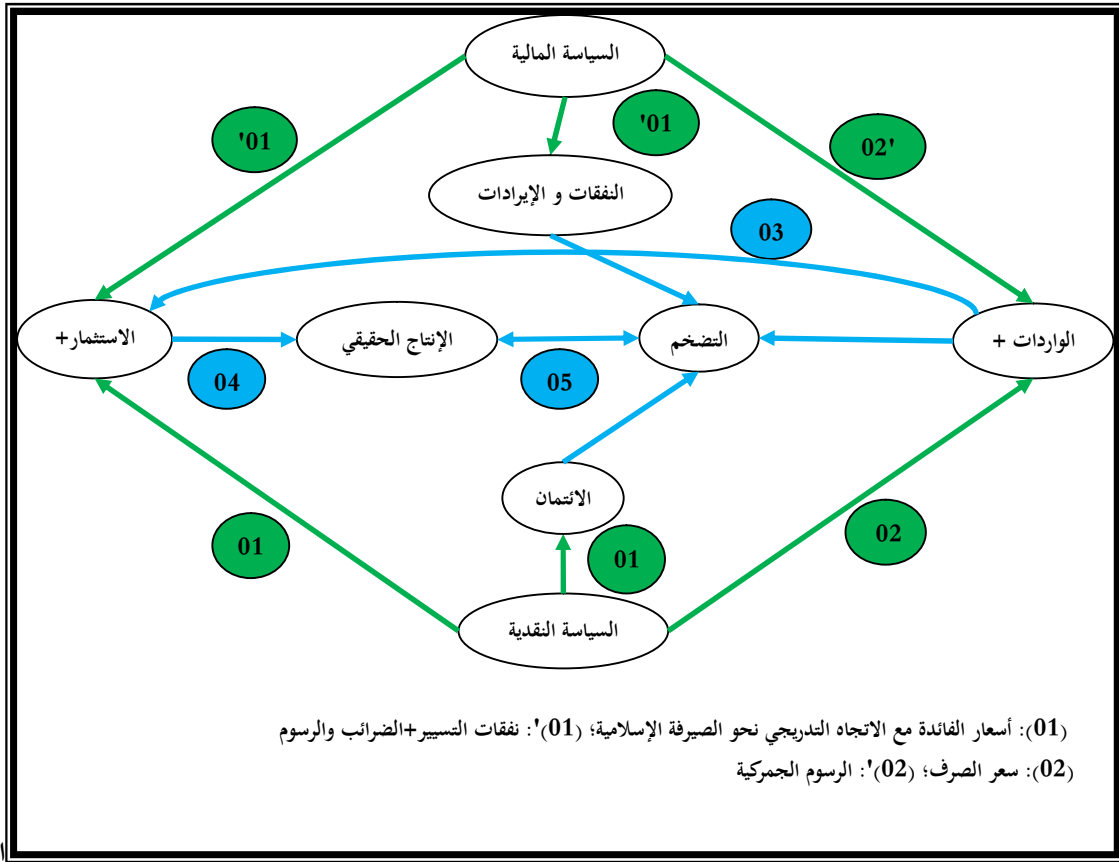 السياسة المالية
'01
'01
02'
النفقات و الإيرادات
03
الواردات +
التضخم
الإنتاج الحقيقي
الاستثمار+
05
04
الائتمان
02
01
01
السياسة النقدية
(01): أسعار الفائدة مع الاتجاه التدريجي نحو الصيرفة الإسلامية؛ (01)': نفقات التسيير+الضرائب والرسوم
(02): سعر الصرف؛ (02)': الرسوم الجمركية